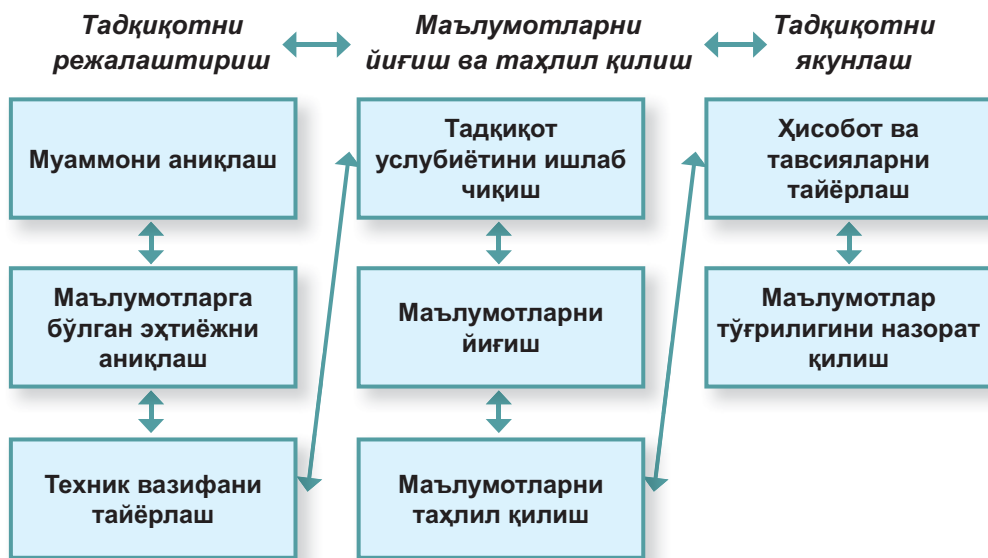 Тадқиқотни
режалаштириш
Маълумотларни
йиғиш ва таҳлил қилиш
Тадқиқотни
якунлаш
Муаммони аниқлаш
Маълумотларга
бўлган эҳтиёжни
аниқлаш
Техник вазифани
тайёрлаш
Тадқиқот
услубиётини ишлаб
чиқиш
Маълумотларни
йиғиш
Маълумотларни
таҳлил қилиш
Ҳисобот ва
тавсияларни
тайёрлаш
Маълумотлар
тўғрилигини назорат
қилиш